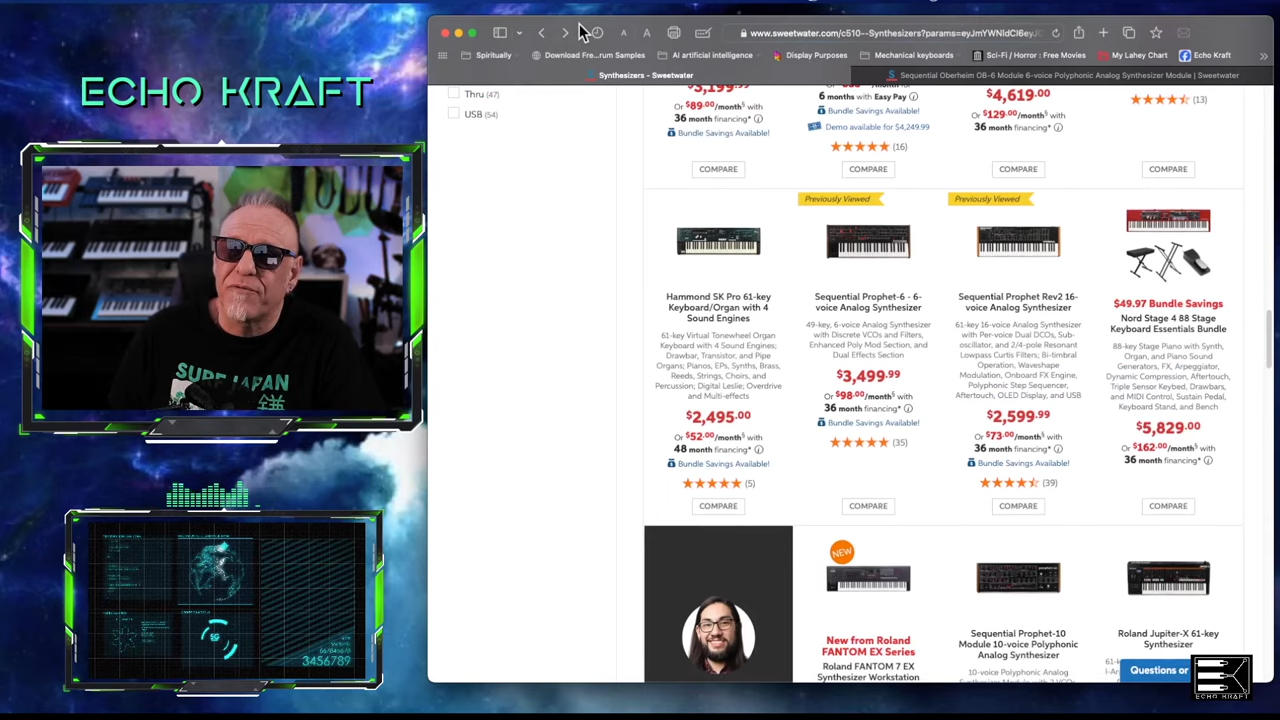 ECHO KRAFT
www.sweetwater.com/c510--Synthesizers?params=eyJmYWNldCI6eyJ
Spiritually
Download Fre...rum Samples
AI artificial intelligence
Display Purposes
Mechanical keyboards
Sci-Fi / Horror : Free Movies
My Lahey Chart
Echo Kraft
Synthesizers - Sweetwater
Sequential Oberheim OB-6 Module 6-voice Polyphonic Analog Synthesizer Module | Sweetwater
Thru (47)
USB (54)
$3,199.99
Or $89.00/month§ with
36 month financing*
Bundle Savings Available!
COMPARE
6 months with Easy Pay
Bundle Savings Available!
Demo available for $4,249.99
(16)
COMPARE
$4,619.00
Or $129.00/month§ with
36 month financing*
COMPARE
(13)
COMPARE
Hammond SK Pro 61-key
Keyboard/Organ with 4
Sound Engines
61-key Virtual Tonewheel Organ
Keyboard with 4 Sound Engines;
Drawbar, Transistor, and Pipe
Organs; Pianos, EPs, Synths, Brass,
Reeds, Strings, Choirs, and
Percussion; Digital Leslie; Overdrive
and Multi-effects
$2,495.00
Or $52.00/month§ with
48 month financing*
Bundle Savings Available!
(5)
COMPARE
Previously Viewed
Sequential Prophet-6 - 6-
voice Analog Synthesizer
49-key, 6-voice Analog Synthesizer
with Discrete VCOs and Filters,
Enhanced Poly Mod Section, and
Dual Effects Section
$3,499.99
Or $98.00/month§ with
36 month financing*
Bundle Savings Available!
(35)
COMPARE
Previously Viewed
Sequential Prophet Rev2 16-
voice Analog Synthesizer
61-key 16-voice Analog Synthesizer
with Per-voice Dual DCOs, Sub-
oscillator, and 2/4-pole Resonant
Lowpass Curtis Filters; Bi-timbral
Operation, Waveshape
Modulation, Onboard FX Engine,
Polyphonic Step Sequencer,
Aftertouch, OLED Display, and USB
$2,599.99
Or $73.00/month§ with
36 month financing*
Bundle Savings Available!
(39)
COMPARE
$49.97 Bundle Savings
Nord Stage 4 88 Stage
Keyboard Essentials Bundle
88-key Stage Piano with Synth,
Organ, and Piano Sound
Generators, FX, Arpeggiator,
Dynamic Compression, Aftertouch,
Triple Sensor Keybed, Drawbars,
and MIDI Control, Sustain Pedal,
Keyboard Stand, and Bench
$5,829.00
Or $162.00/month§ with
36 month financing*
COMPARE
NEW
New from Roland
FANTOM EX Series
Roland FANTOM 7 EX
Synthesizer Workstation
Sequential Prophet-10
Module 10-voice Polyphonic
Analog Synthesizer
Roland Jupiter-X 61-key
Synthesizer
Questions or
SURF JAPAN
3456789
ECHO KRAFT